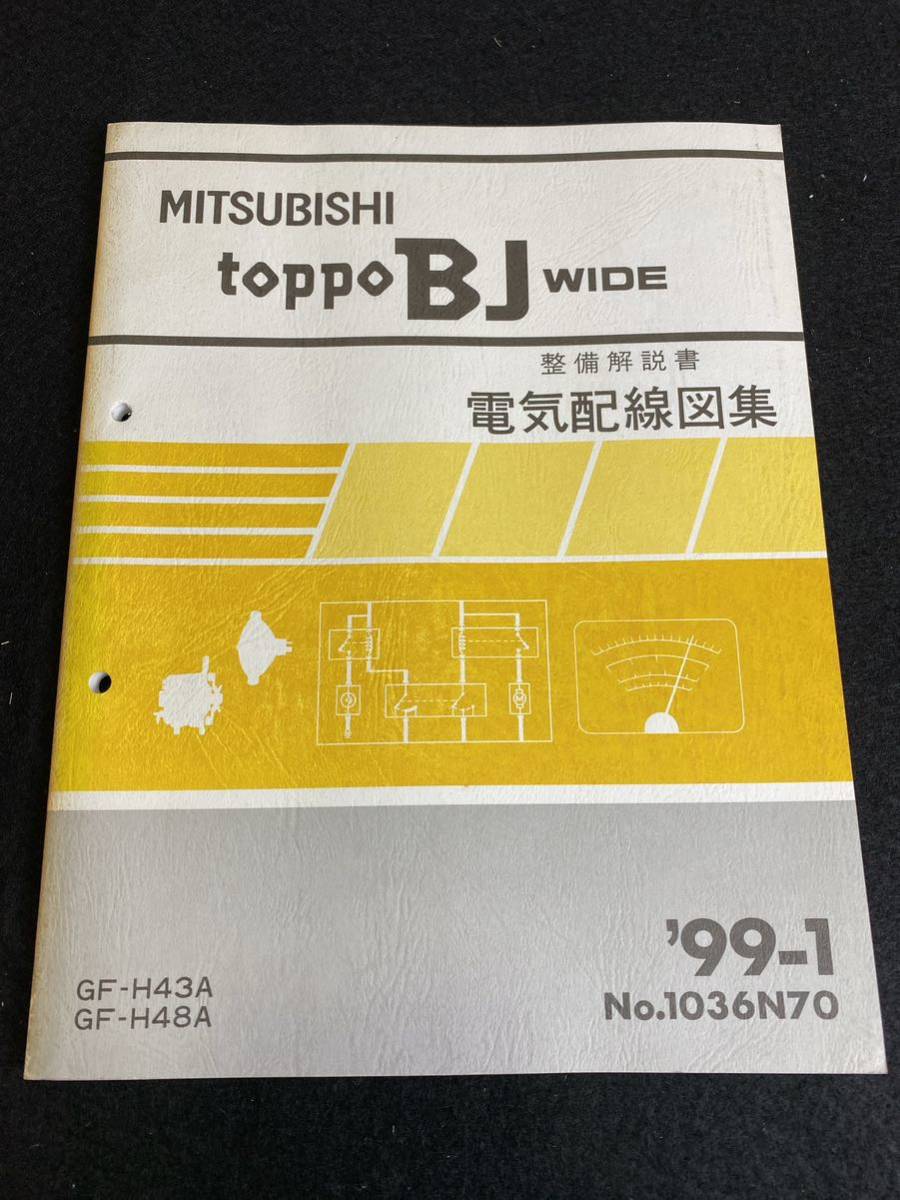 MITSUBISHI
toppo BJ WIDE
整備解説書
電気配線図集
'99-1
No.1036N70
GF-H43A
GF-H48A